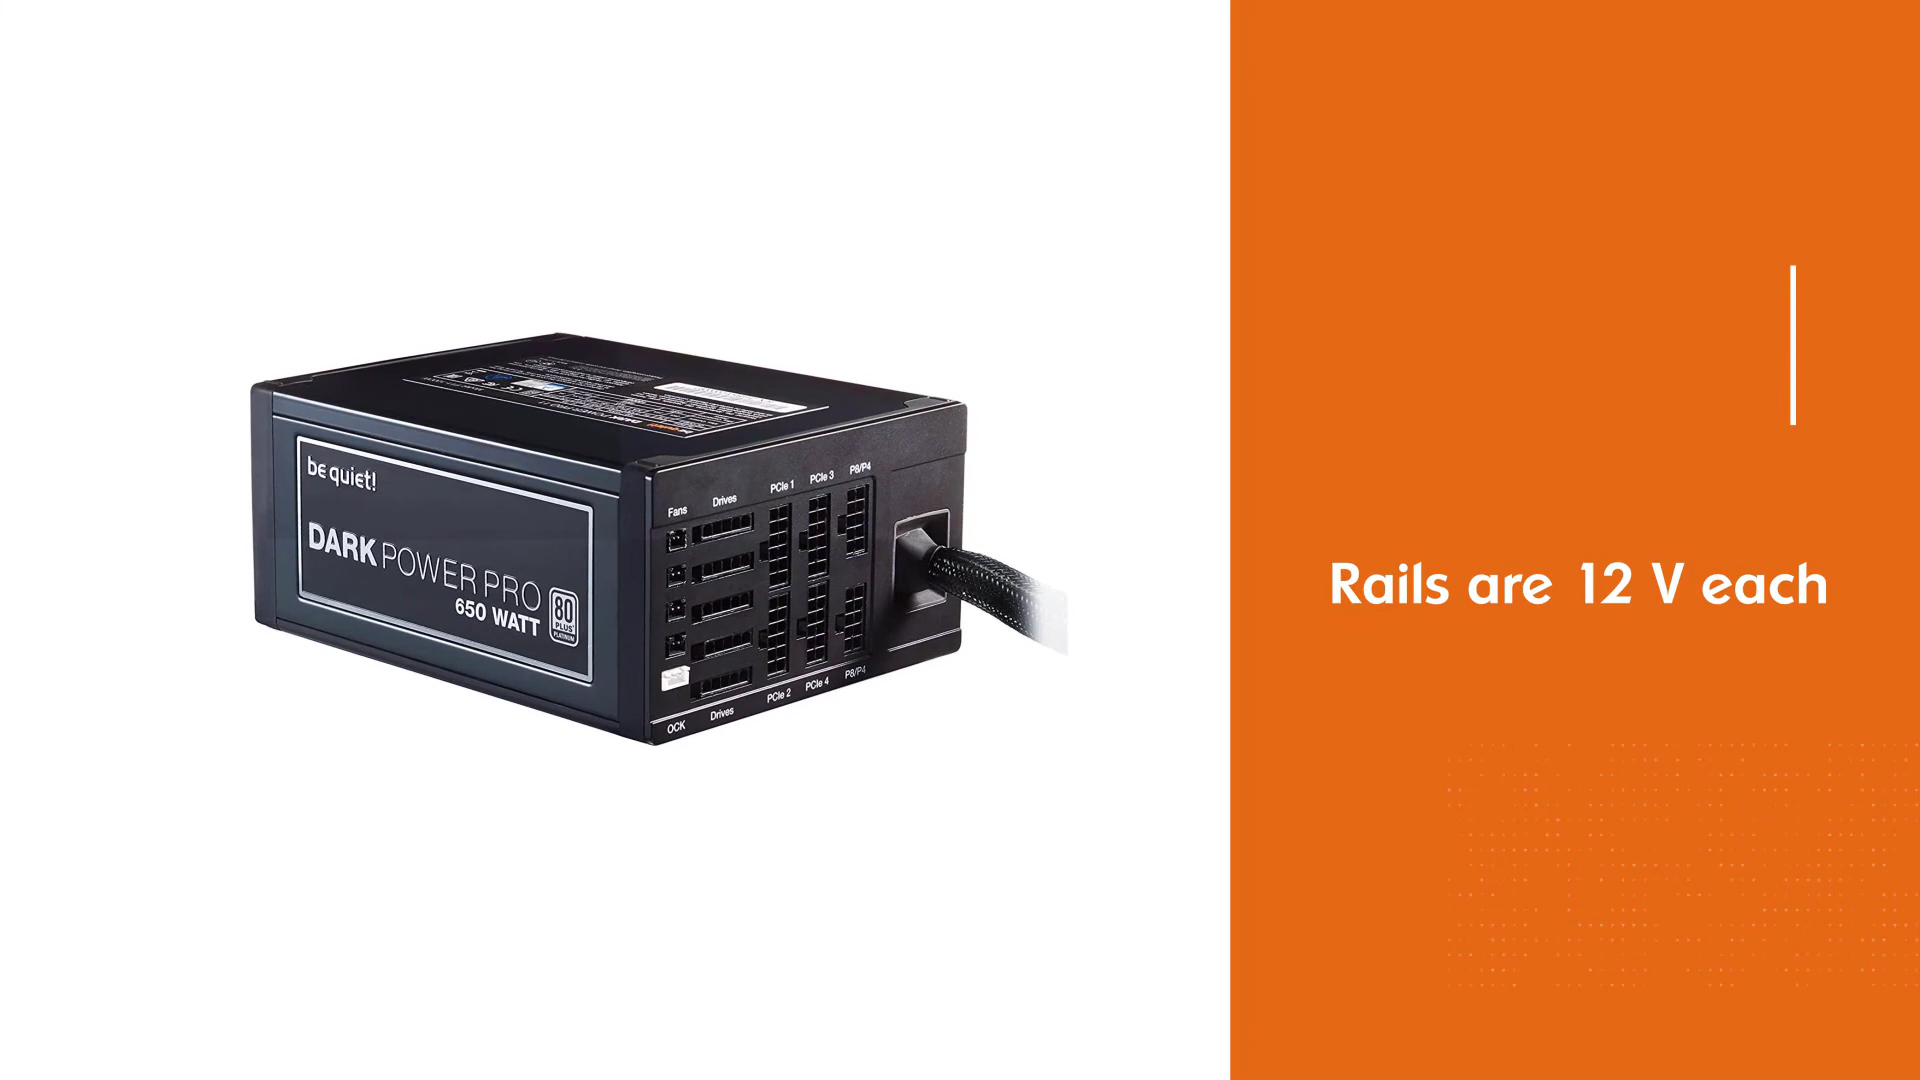 be quiet!
DARK POWER PRO
650 WATT
80
PLUS
PLATINUM
Fans
Drives
PCIe 1
PCIe 3
P8/P4
OCK
Drives
PCIe 2
PCIe 4
P8/P4
Rails are 12 V each